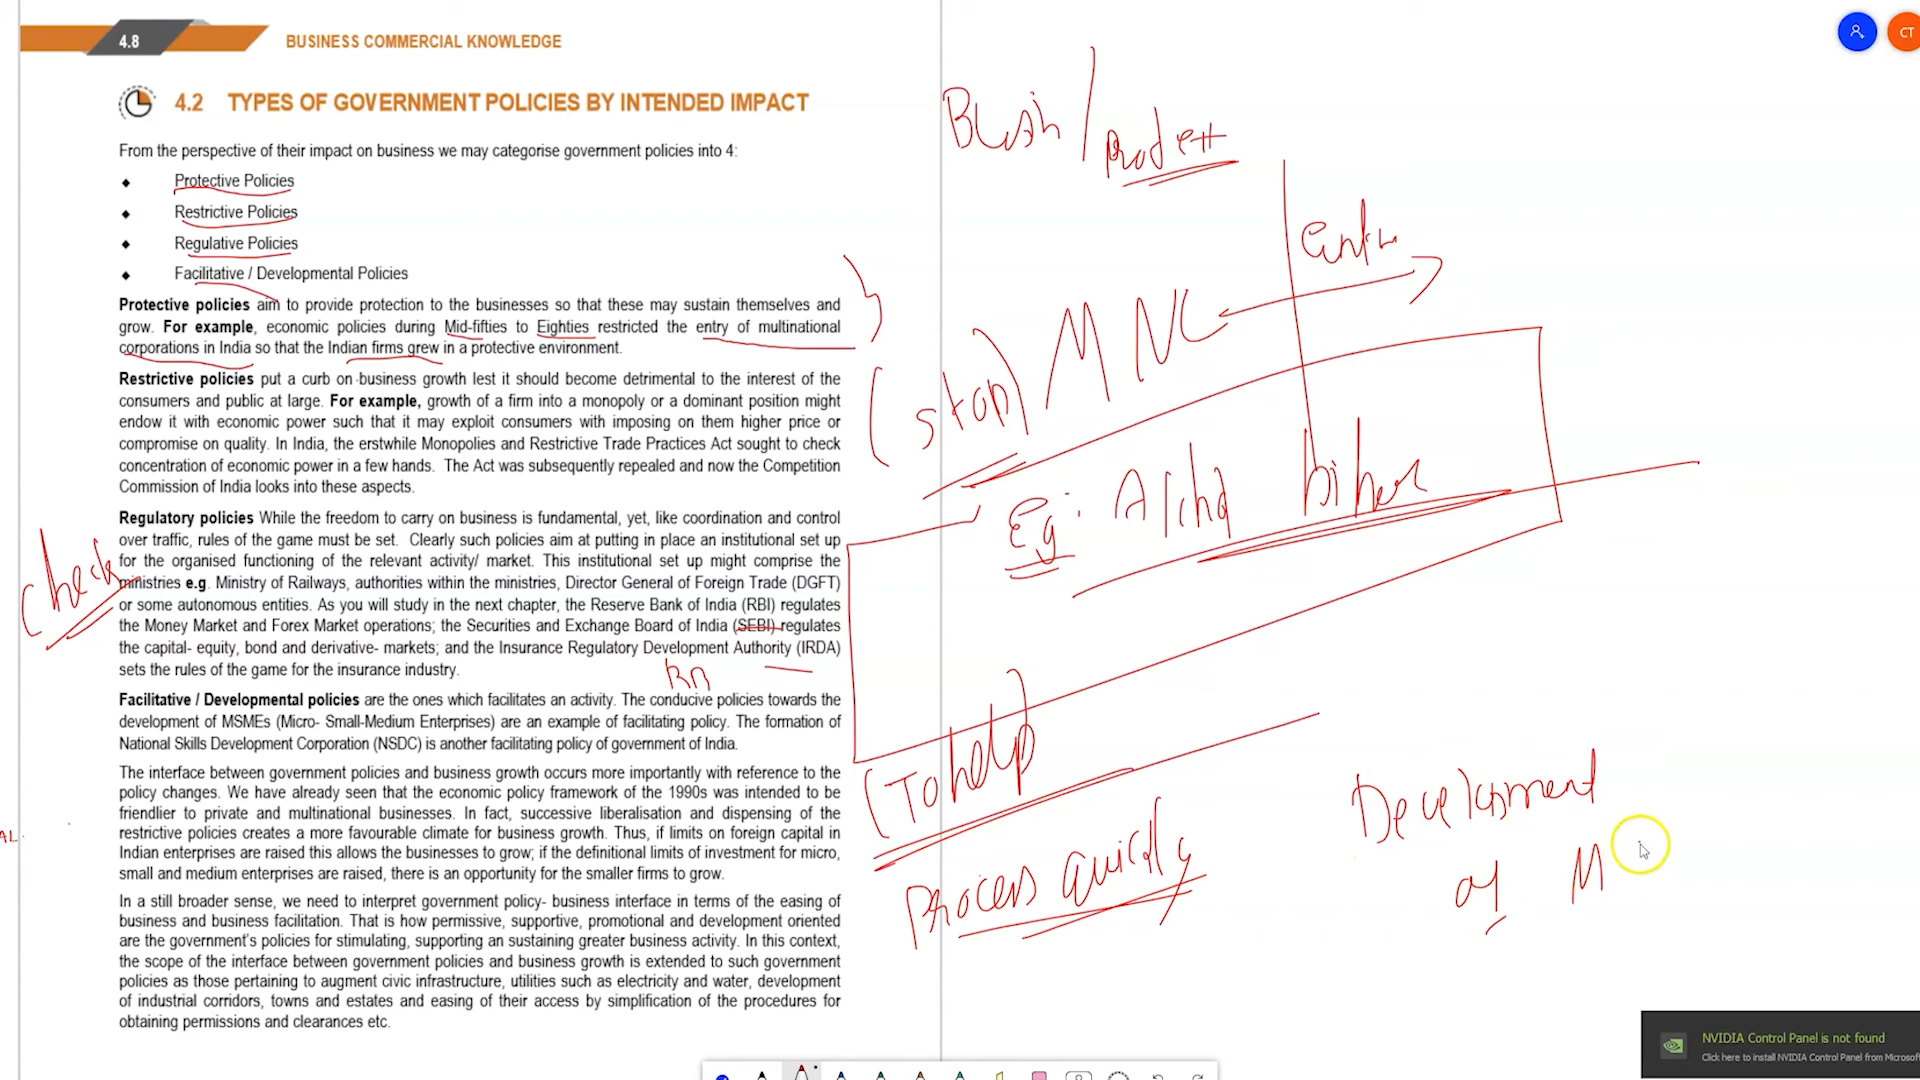 4.8 BUSINESS COMMERCIAL KNOWLEDGE
CT
4.2 TYPES OF GOVERNMENT POLICIES BY INTENDED IMPACT
From the perspective of their impact on business we may categorise government policies into 4:
Protective Policies
Restrictive Policies
Regulative Policies
Facilitative / Developmental Policies
Protective policies aim to provide protection to the businesses so that these may sustain themselves and
grow. For example, economic policies during Mid-fifties to Eighties restricted the entry of multinational
corporations in India so that the Indian firms grew in a protective environment.
Restrictive policies put a curb on business growth lest it should become detrimental to the interest of the
consumers and public at large. For example, growth of a firm into a monopoly or a dominant position might
endow it with economic power such that it may exploit consumers with imposing on them higher price or
compromise on quality. In India, the erstwhile Monopolies and Restrictive Trade Practices Act sought to check
concentration of economic power in a few hands. The Act was subsequently repealed and now the Competition
Commission of India looks into these aspects.
Regulatory policies While the freedom to carry on business is fundamental, yet, like coordination and control
over traffic, rules of the game must be set. Clearly such policies aim at putting in place an institutional set up
for the organised functioning of the relevant activity/ market. This institutional set up might comprise the
ministries e.g. Ministry of Railways, authorities within the ministries, Director General of Foreign Trade (DGFT)
or some autonomous entities. As you will study in the next chapter, the Reserve Bank of India (RBI) regulates
the Money Market and Forex Market operations; the Securities and Exchange Board of India (SEBI) regulates
the capital- equity, bond and derivative- markets; and the Insurance Regulatory Development Authority (IRDA)
sets the rules of the game for the insurance industry.
Facilitative / Developmental policies are the ones which facilitates an activity. The conducive policies towards the
development of MSMEs (Micro- Small-Medium Enterprises) are an example of facilitating policy. The formation of
National Skills Development Corporation (NSDC) is another facilitating policy of government of India.
The interface between government policies and business growth occurs more importantly with reference to the
policy changes. We have already seen that the economic policy framework of the 1990s was intended to be
friendlier to private and multinational businesses. In fact, successive liberalisation and dispensing of the
restrictive policies creates a more favourable climate for business growth. Thus, if limits on foreign capital in
Indian enterprises are raised this allows the businesses to grow; if the definitional limits of investment for micro,
small and medium enterprises are raised, there is an opportunity for the smaller firms to grow.
In a still broader sense, we need to interpret government policy- business interface in terms of the easing of
business and business facilitation. That is how permissive, supportive, promotional and development oriented
are the government's policies for stimulating, supporting an sustaining greater business activity. In this context,
the scope of the interface between government policies and business growth is extended to such government
policies as those pertaining to augment civic infrastructure, utilities such as electricity and water, development
of industrial corridors, towns and estates and easing of their access by simplification of the procedures for
obtaining permissions and clearances etc.
Check
AL
MNC
(stop)
Eg:
(To help)
Process quickly
Development
of M
NVIDIA Control Panel is not found
Click here to install NVIDIA Control Panel from Microsoft